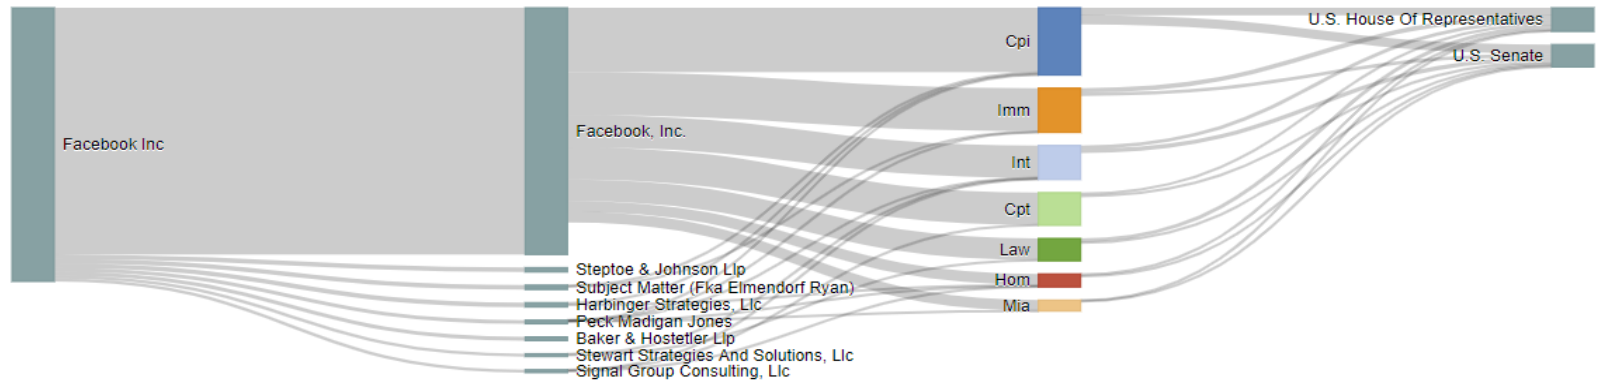 Facebook Inc
Facebook, Inc.
Steptoe & Johnson Llp
Subject Matter (Fka Elmendorf Ryan)
Harbinger Strategies, Llc
Peck Madigan Jones
Baker & Hostetler Llp
Stewart Strategies And Solutions, Llc
Signal Group Consulting, Llc
Cpi
Imm
Int
Cpt
Law
Hom
Mia
U.S. House Of Representatives
U.S. Senate